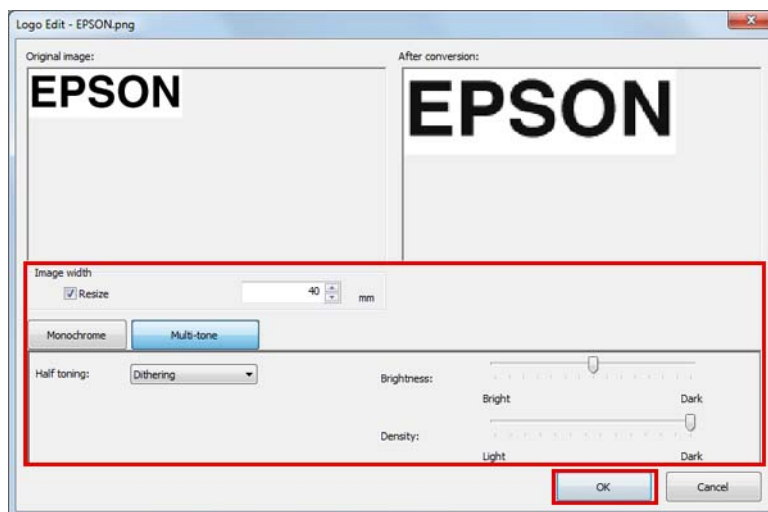 Logo Edit - EPSON.png
Original image:
After conversion:
EPSON
EPSON
Image width
Resize
40
mm
Monochrome
Multi-tone
Half toning:
Dithering
Brightness:
Bright
Dark
Density:
Light
Dark
OK
Cancel